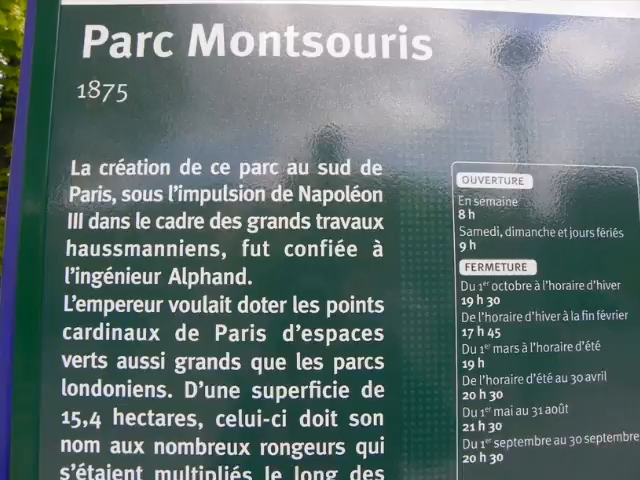 Parc Montsouris
1875
La création de ce parc au sud de
Paris, sous l'impulsion de Napoléon
III dans le cadre des grands travaux
haussmanniens, fut confiée à
l'ingénieur Alphand.
L'empereur voulait doter les points
cardinaux de Paris d'espaces
verts aussi grands que les parcs
londoniens. D'une superficie de
15,4 hectares, celui-ci doit son
nom aux nombreux rongeurs qui
s'étaient multipliés le long des
OUVERTURE
En semaine
8 h
Samedi, dimanche et jours fériés
9 h
FERMETURE
Du 1er octobre à l'horaire d'hiver
19 h 30
De l'horaire d'hiver à la fin février
17 h 45
Du 1er mars à l'horaire d'été
19 h
De l'horaire d'été au 30 avril
20 h 30
Du 1er mai au 31 août
21 h 30
Du 1er septembre au 30 septembre
20 h 30